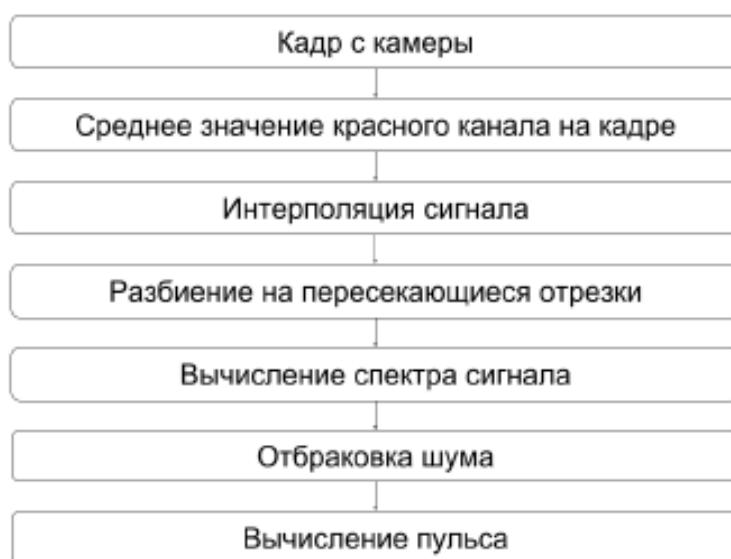 Кадр с камеры
Среднее значение красного канала на кадре
Интерполяция сигнала
Разбиение на пересекающиеся отрезки
Вычисление спектра сигнала
Отбраковка шума
Вычисление пульса